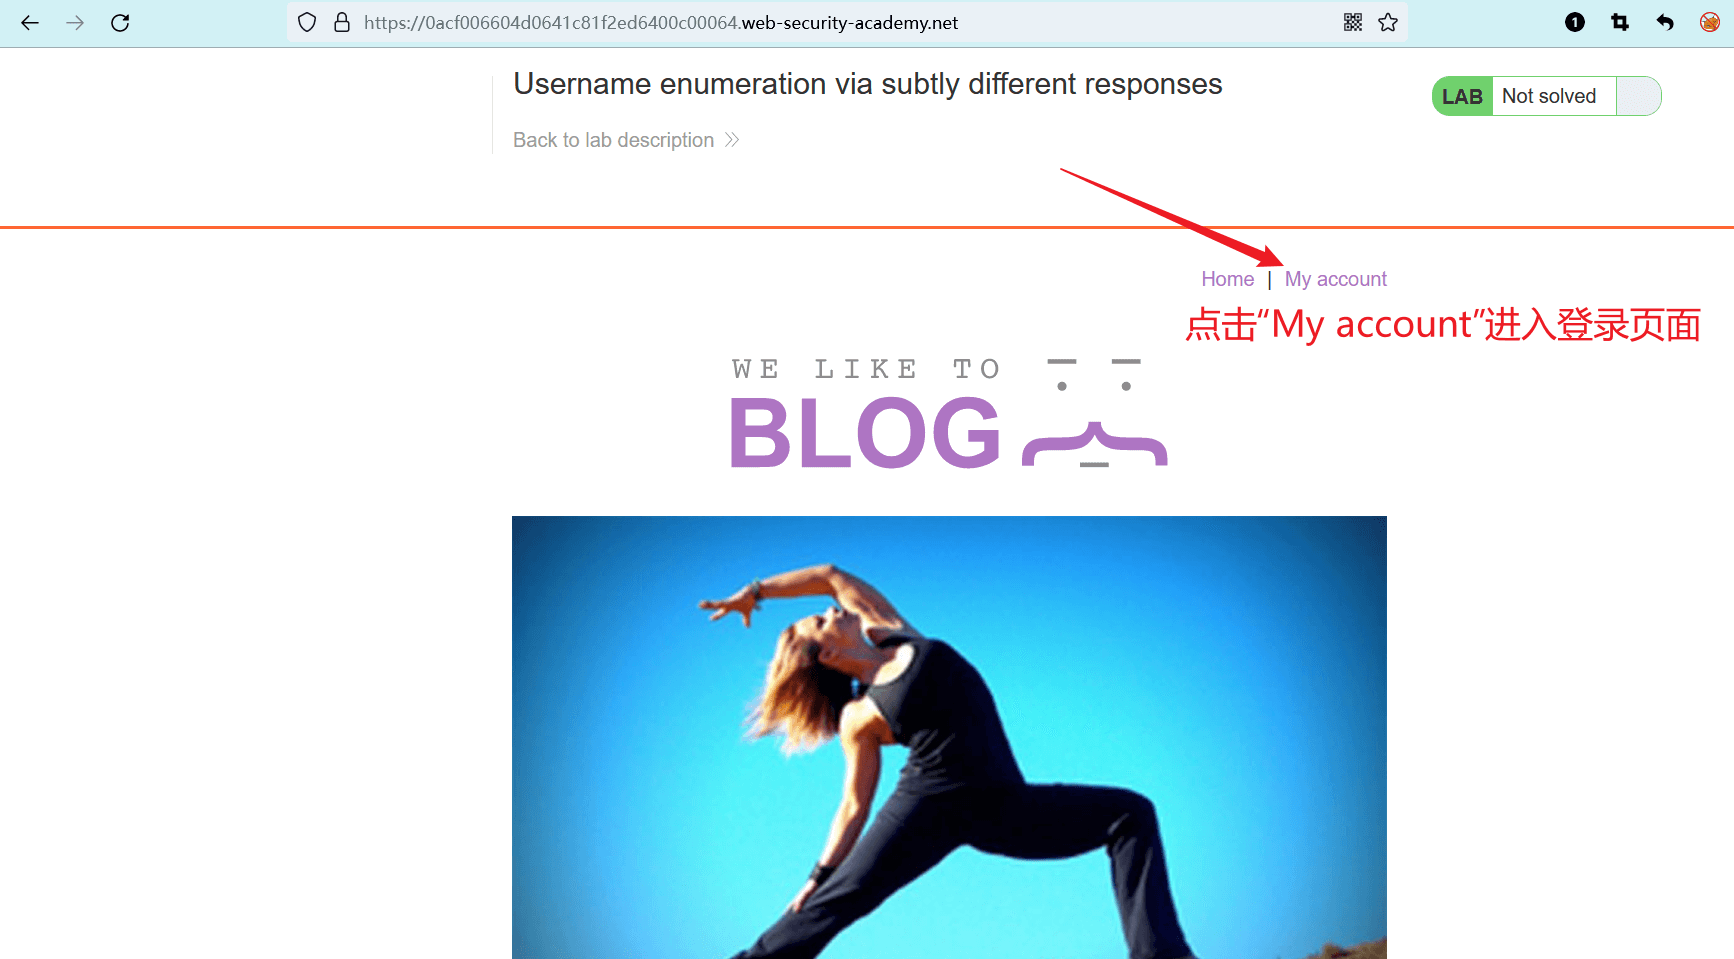 https://0acf006604d0641c81f2ed6400c00064.web-security-academy.net
1
Username enumeration via subtly different responses
LAB Not solved
Back to lab description
Home | My account
点击“My account”进入登录页面
WE LIKE TO
BLOG